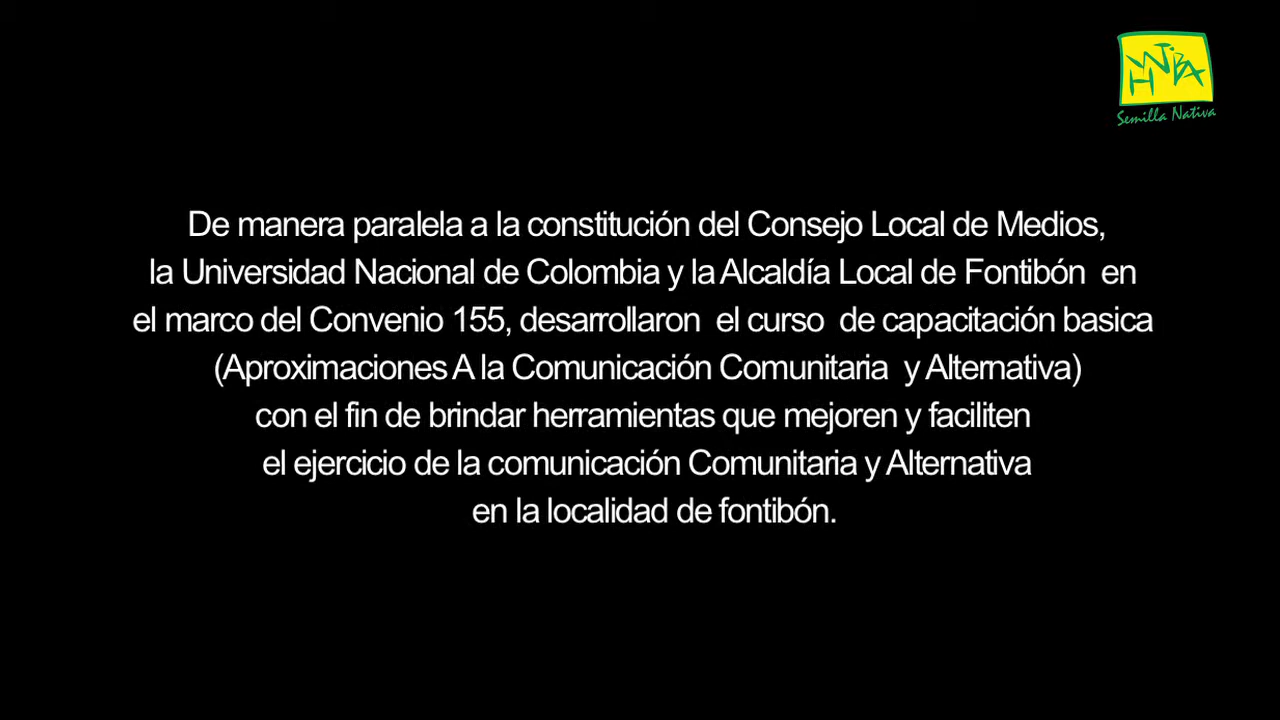 Semilla Nativa
De manera paralela a la constitución del Consejo Local de Medios,
la Universidad Nacional de Colombia y la Alcaldía Local de Fontibón en
el marco del Convenio 155, desarrollaron el curso de capacitación basica
(Aproximaciones A la Comunicación Comunitaria y Alternativa)
con el fin de brindar herramientas que mejoren y faciliten
el ejercicio de la comunicación Comunitaria y Alternativa
en la localidad de fontibón.